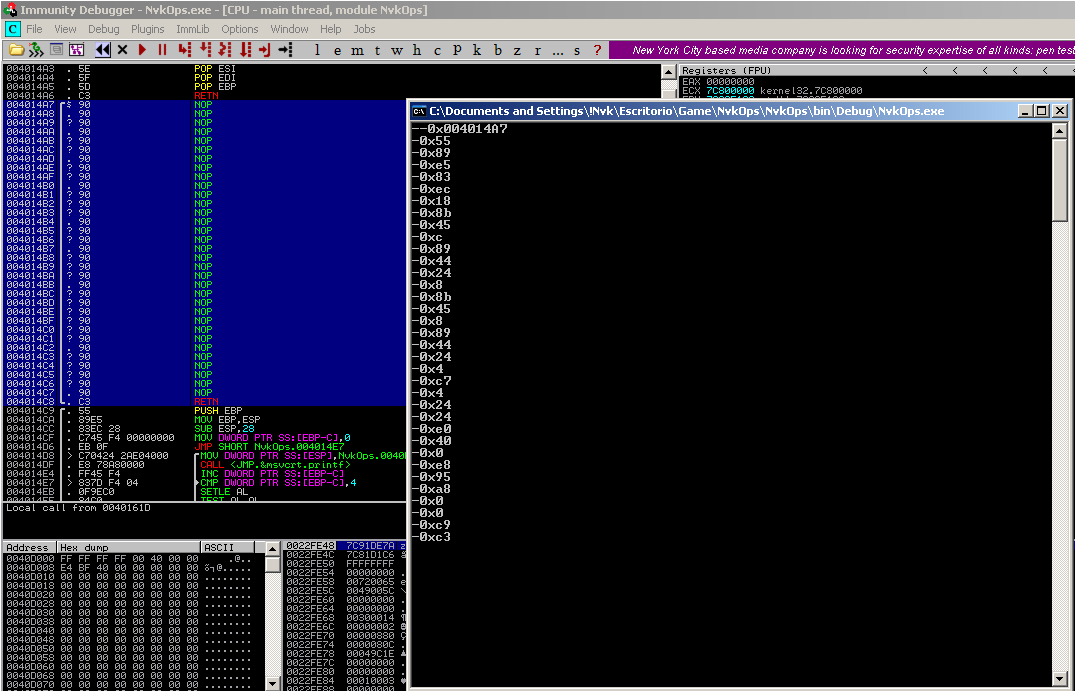 Immunity Debugger - NvkOps.exe - [CPU - main thread, module NvkOps]
C File View Debug Plugins ImmLib Options Window Help Jobs
l e m t w h c p k b z r ... s ? New York City based media company is looking for security expertise of all kinds: pen test
004014A3 . 5E POP ESI
004014A4 . 5F POP EDI
004014A5 . 5D POP EBP
004014A6 . C3 RETN
004014A7 $ 90 NOP
004014A8 . 90 NOP
004014A9 . 90 NOP
004014AA ? 90 NOP
004014AB ? 90 NOP
004014AC ? 90 NOP
004014AD . 90 NOP
004014AE ? 90 NOP
004014AF ? 90 NOP
004014B0 . 90 NOP
004014B1 ? 90 NOP
004014B2 ? 90 NOP
004014B3 ? 90 NOP
004014B4 . 90 NOP
004014B5 ? 90 NOP
004014B6 ? 90 NOP
004014B7 . 90 NOP
004014B8 ? 90 NOP
004014B9 ? 90 NOP
004014BA ? 90 NOP
004014BB . 90 NOP
004014BC ? 90 NOP
004014BD ? 90 NOP
004014BE ? 90 NOP
004014BF ? 90 NOP
004014C0 ? 90 NOP
004014C1 ? 90 NOP
004014C2 . 90 NOP
004014C3 ? 90 NOP
004014C4 ? 90 NOP
004014C5 ? 90 NOP
004014C6 ? 90 NOP
004014C7 . 90 NOP
004014C8 . C3 RETN
004014C9 . 55 PUSH EBP
004014CA . 89E5 MOV EBP,ESP
004014CC . 83EC 28 SUB ESP,28
004014CF . C745 F4 00000000 MOV DWORD PTR SS:[EBP-C],0
004014D6 . EB 0F JMP SHORT NvkOps.004014E7
004014D8 > C70424 2AE04000 MOV DWORD PTR SS:[ESP],NvkOps.0040
004014DF . E8 78A80000 CALL <JMP.&msvcrt.printf>
004014E4 . FF45 F4 INC DWORD PTR SS:[EBP-C]
004014E7 > 837D F4 04 CMP DWORD PTR SS:[EBP-C],4
004014EB . 0F9EC0 SETLE AL
Local call from 0040161D
Registers (FPU) < < < < <
EAX 00000000
ECX 7C800000 kernel32.7C800000
C:\Documents and Settings\!Nvk\Escritorio\Game\NvkOps\NvkOps\bin\Debug\NvkOps.exe
--0x004014A7
-0x55
-0x89
-0xe5
-0x83
-0xec
-0x18
-0x8b
-0x45
-0xc
-0x89
-0x44
-0x24
-0x8
-0x8b
-0x45
-0x8
-0x89
-0x44
-0x24
-0x4
-0xc7
-0x4
-0x24
-0x24
-0xe0
-0x40
-0x0
-0xe8
-0x95
-0xa8
-0x0
-0x0
-0xc9
-0xc3
Address Hex dump ASCII
0040D000 FF FF FF FF 00 40 00 00 .@..
0040D008 E4 BF 40 00 00 00 00 00
0040D010 00 00 00 00 00 00 00 00 ........
0040D018 00 00 00 00 00 00 00 00 ........
0040D020 00 00 00 00 00 00 00 00 ........
0040D028 00 00 00 00 00 00 00 00 ........
0040D030 00 00 00 00 00 00 00 00 ........
0040D038 00 00 00 00 00 00 00 00 ........
0040D040 00 00 00 00 00 00 00 00 ........
0040D048 00 00 00 00 00 00 00 00 ........
0040D050 00 00 00 00 00 00 00 00 ........
0040D058 00 00 00 00 00 00 00 00 ........
0040D060 00 00 00 00 00 00 00 00 ........
0040D068 00 00 00 00 00 00 00 00 ........
0040D070 00 00 00 00 00 00 00 00 ........
0022FE48 7C91DE7A
0022FE4C 7C81D1C6
0022FE50 FFFFFFFF
0022FE54 00000000
0022FE58 00720065
0022FE5C 0049005C
0022FE60 00000000
0022FE64 00000000
0022FE68 00300014
0022FE6C 00000002
0022FE70 00000880
0022FE74 0000080C
0022FE78 00049C1E
0022FE7C 00000000
0022FE80 00000000
0022FE84 00010003
0022FE88 00000000